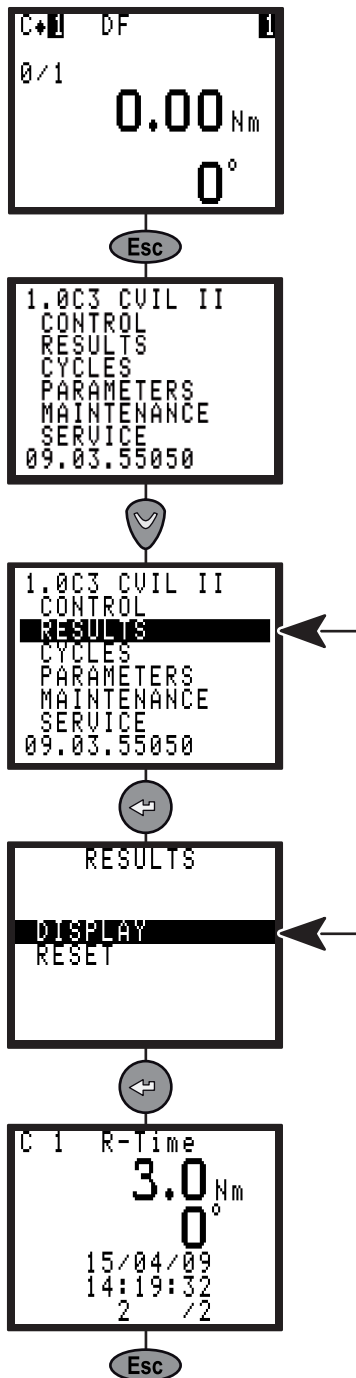 C♦1 DF 1
0/1
0.00 Nm
0°
Esc
1.0C3 CVIL II
CONTROL
RESULTS
CYCLES
PARAMETERS
MAINTENANCE
SERVICE
09.03.55050
1.0C3 CVIL II
CONTROL
RESULTS
CYCLES
PARAMETERS
MAINTENANCE
SERVICE
09.03.55050
RESULTS
DISPLAY
RESET
C 1 R-Time
3.0 Nm
0°
15/04/09
14:19:32
2 /2
Esc